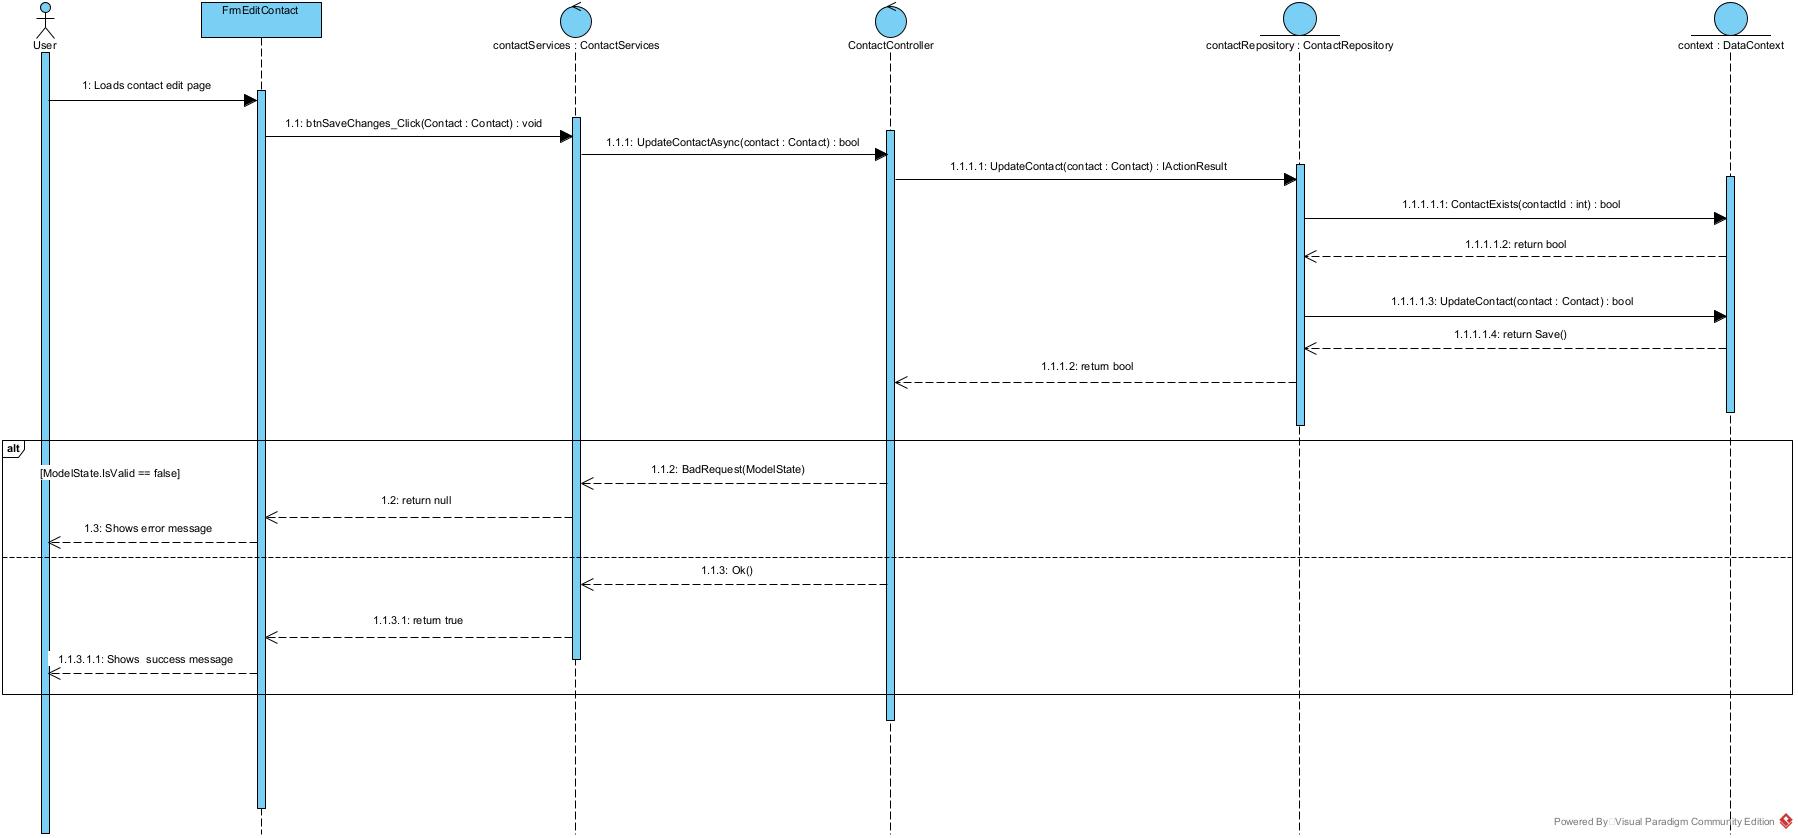 FrmEditContact
User
contactServices : ContactServices
ContactController
contactRepository : ContactRepository
context : DataContext
1: Loads contact edit page
1.1: btnSaveChanges_Click(Contact : Contact) : void
1.1.1: UpdateContactAsync(contact : Contact) : bool
1.1.1.1: UpdateContact(contact : Contact) : IActionResult
1.1.1.1.1: ContactExists(contactId : int) : bool
1.1.1.1.2: return bool
1.1.1.1.3: UpdateContact(contact : Contact) : bool
1.1.1.1.4: return Save()
1.1.1.2: return bool
alt
[ModelState.IsValid == false]
1.1.2: BadRequest(ModelState)
1.2: return null
1.3: Shows error message
1.1.3: Ok()
1.1.3.1: return true
1.1.3.1.1: Shows  success message
Powered By Visual Paradigm Community Edition